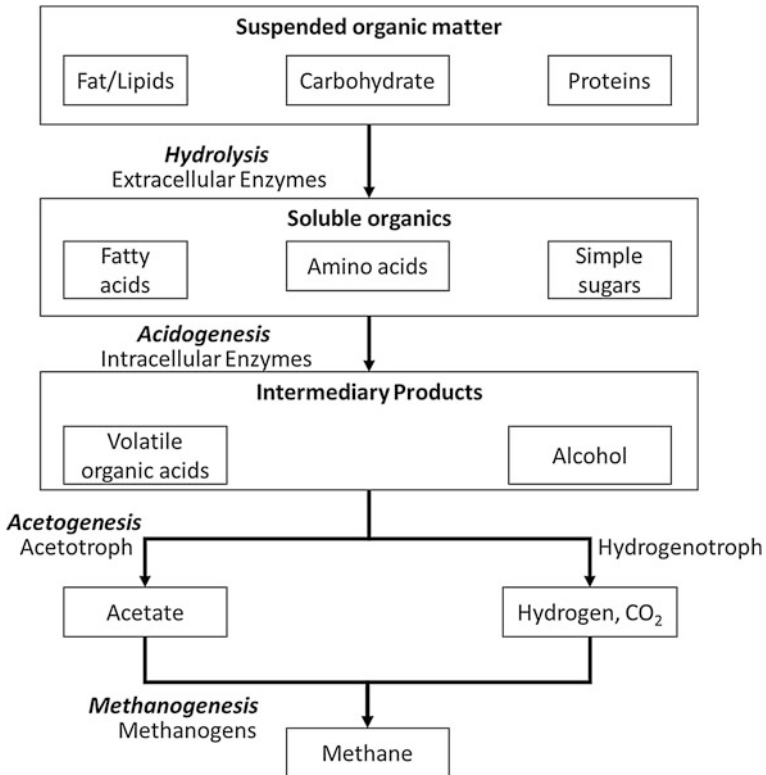 Suspended organic matter
Fat/Lipids
Carbohydrate
Proteins
Hydrolysis
Extracellular Enzymes
Soluble organics
Fatty
acids
Amino acids
Simple
sugars
Acidogenesis
Intracellular Enzymes
Intermediary Products
Volatile
organic acids
Alcohol
Acetogenesis
Acetotroph
Hydrogenotroph
Acetate
Hydrogen, CO₂
Methanogenesis
Methanogens
Methane